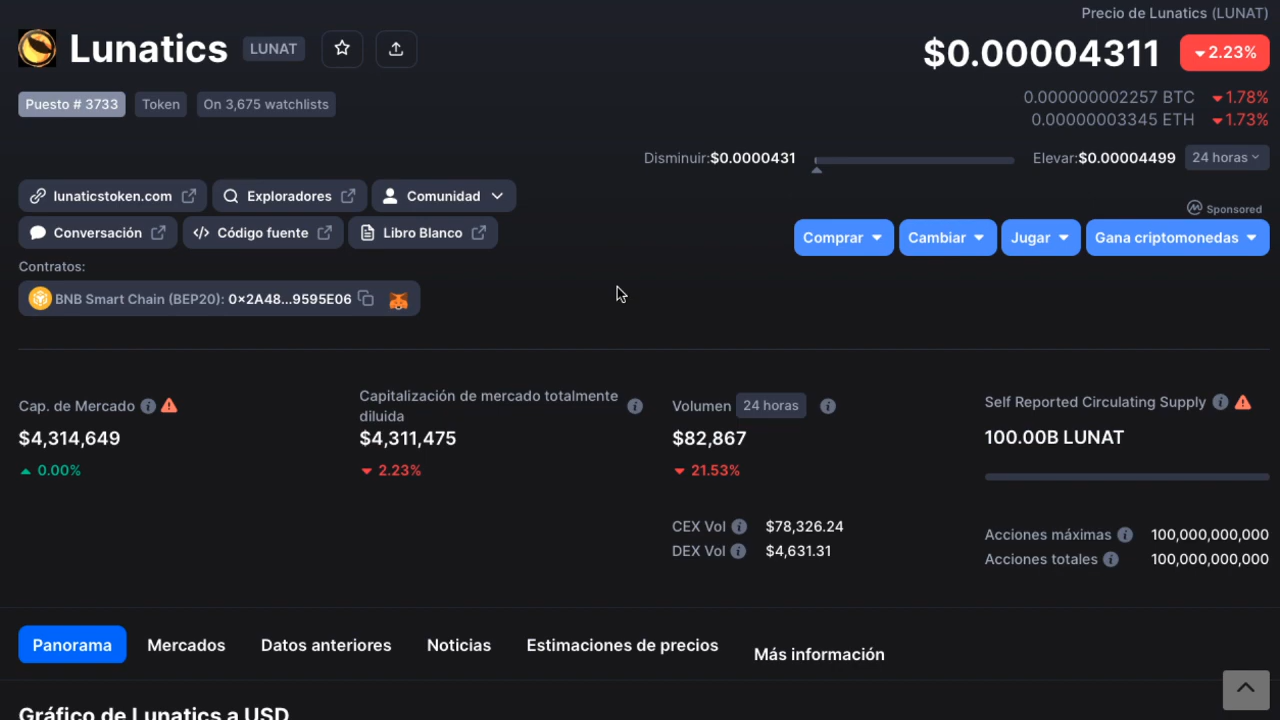 Precio de Lunatics (LUNAT)
Lunatics LUNAT
$0.00004311 2.23%
Puesto # 3733 Token On 3,675 watchlists
0.000000002257 BTC 1.78%
0.00000003345 ETH 1.73%
Disminuir:$0.0000431 Elevar:$0.00004499 24 horas
lunaticstoken.com Exploradores Comunidad
Sponsored
Conversación Código fuente Libro Blanco
Comprar Cambiar Jugar Gana criptomonedas
Contratos:
BNB Smart Chain (BEP20): 0x2A48...9595E06
Cap. de Mercado
$4,314,649
0.00%
Capitalización de mercado totalmente
diluida
$4,311,475
2.23%
Volumen 24 horas
$82,867
21.53%
CEX Vol $78,326.24
DEX Vol $4,631.31
Self Reported Circulating Supply
100.00B LUNAT
Acciones máximas 100,000,000,000
Acciones totales 100,000,000,000
Panorama Mercados Datos anteriores Noticias Estimaciones de precios Más información
Gráfico de Lunatics a USD